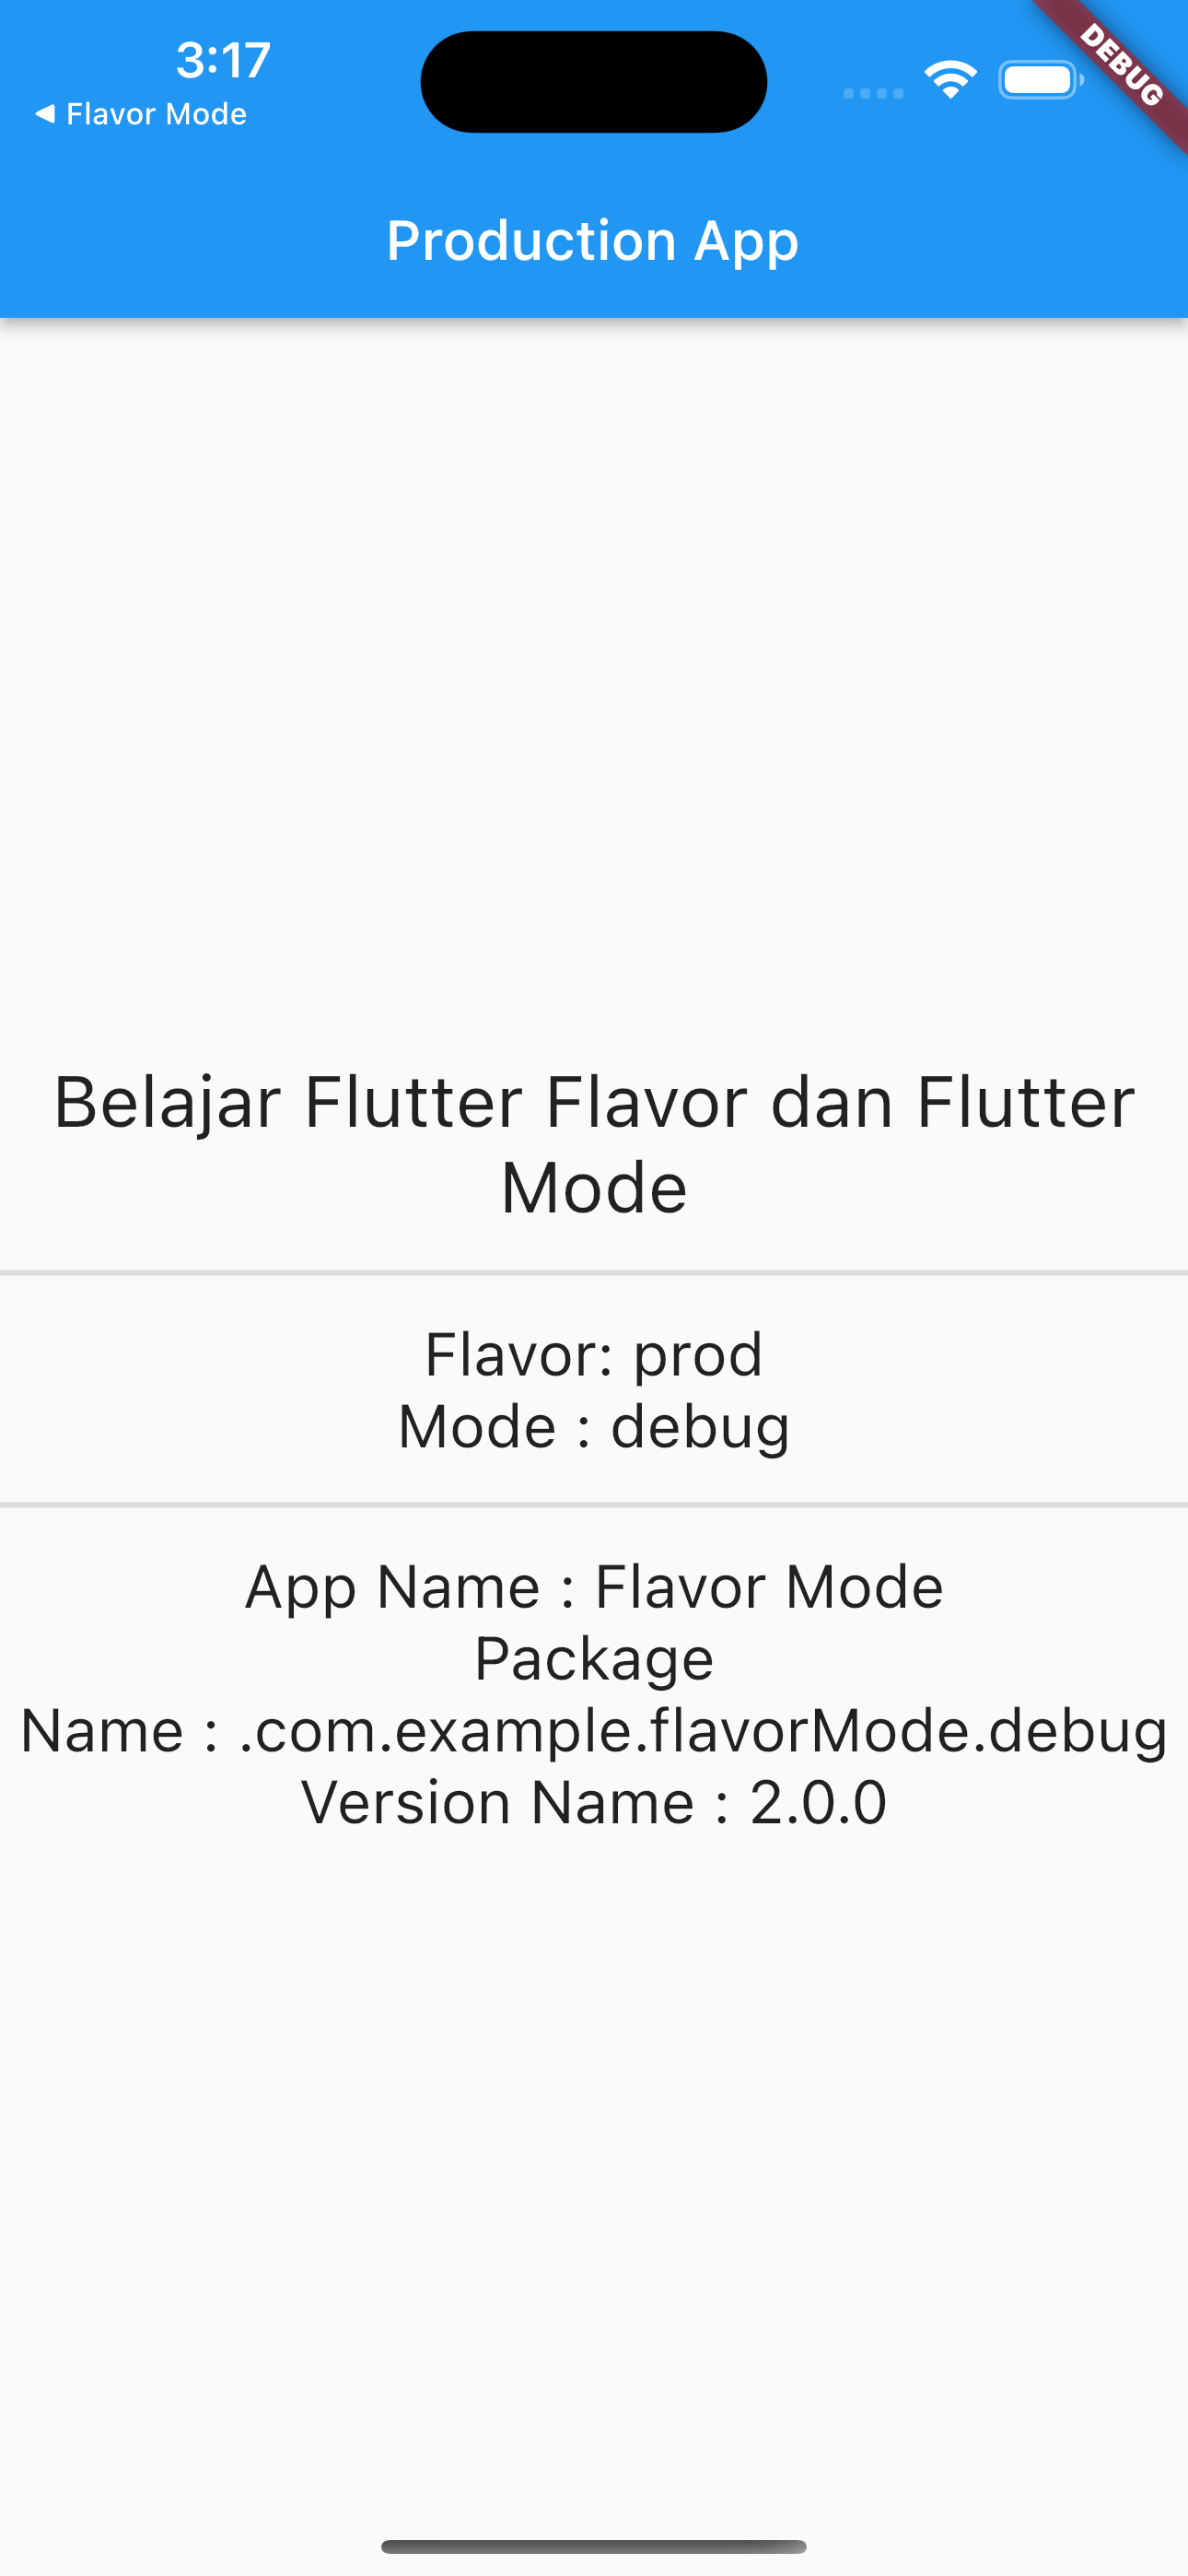 3:17
◀ Flavor Mode
DEBUG
Production App
Belajar Flutter Flavor dan Flutter
Mode
Flavor: prod
Mode : debug
App Name : Flavor Mode
Package
Name : .com.example.flavorMode.debug
Version Name : 2.0.0